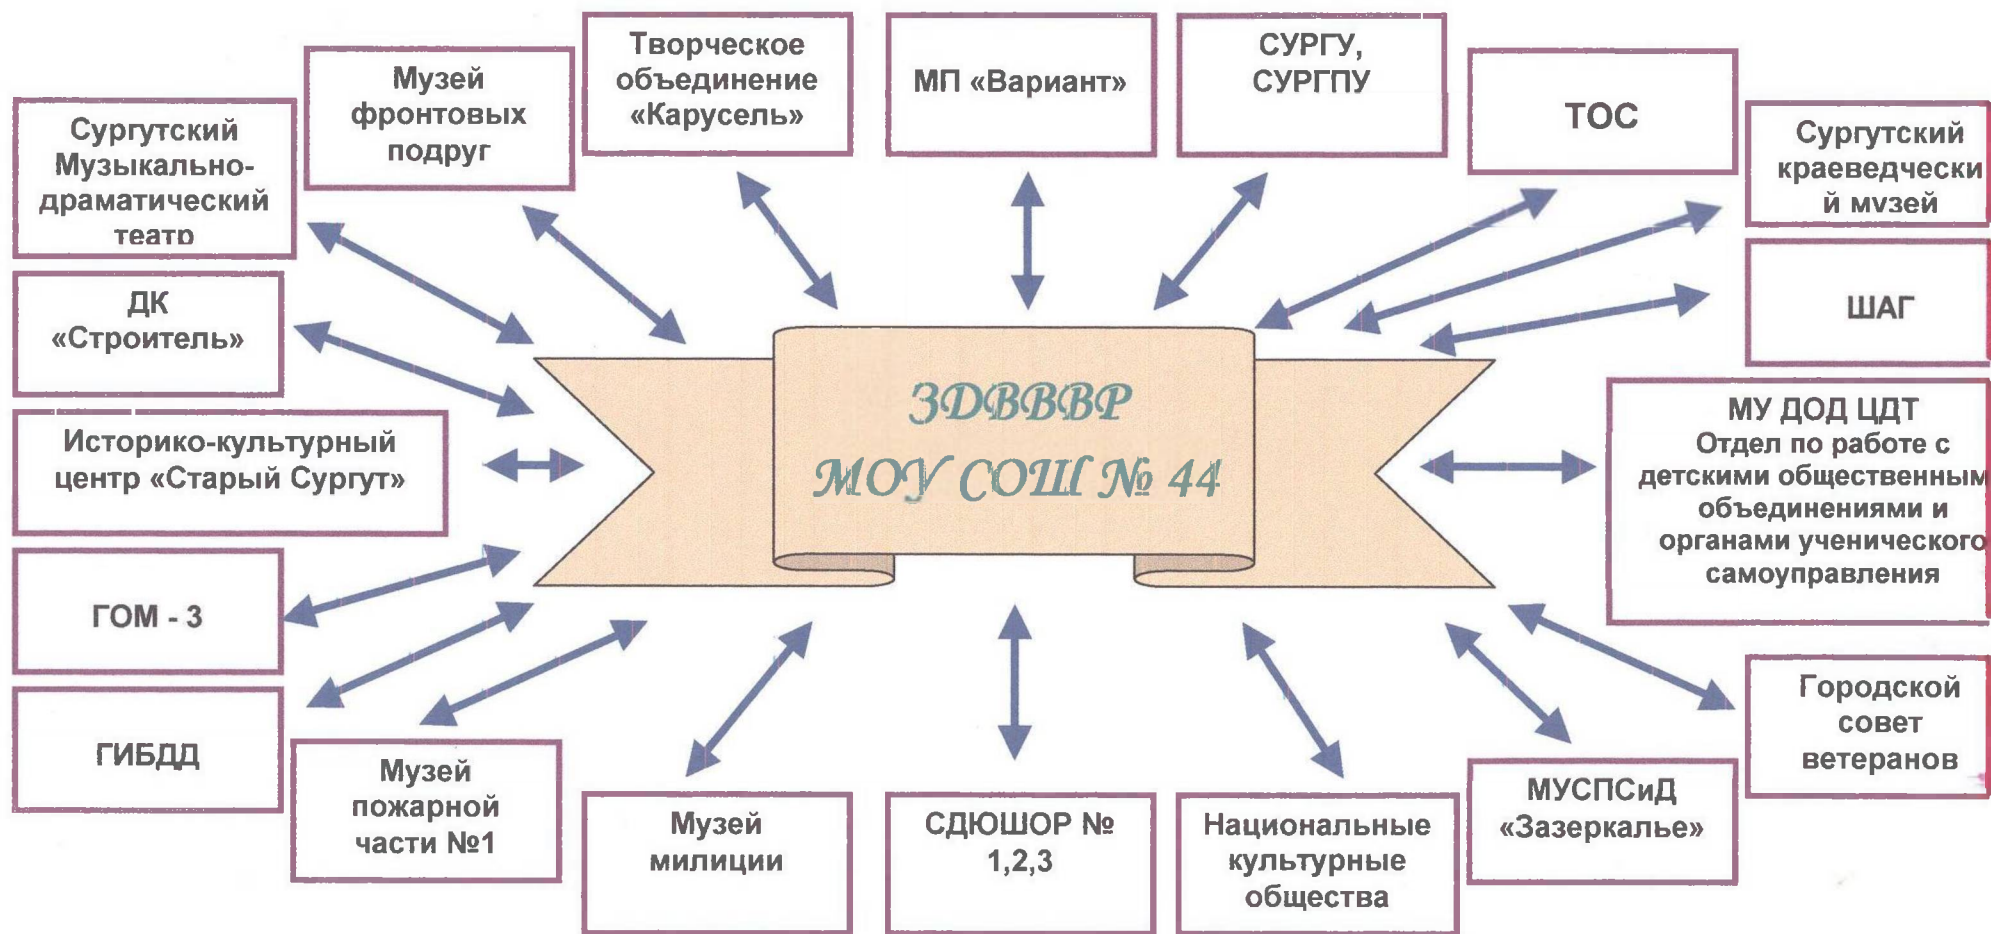 Творческое
объединение
«Карусель»
МП «Вариант»
СУРГУ,
СУРГПУ
Музей
фронтовых
подруг
ТОС
Сургутский
Музыкально-
драматический
театр
Сургутский
краеведчески
й музей
ДК
«Строитель»
ШАГ
ЗДВВВР
МОУ СОШ № 44
Историко-культурный
центр «Старый Сургут»
МУ ДОД ЦДТ
Отдел по работе с
детскими общественным
объединениями и
органами ученического
самоуправления
ГОМ - 3
ГИБДД
Городской
совет
ветеранов
Музей
пожарной
части №1
Музей
милиции
СДЮШОР №
1,2,3
Национальные
культурные
общества
МУСПСиД
«Зазеркалье»